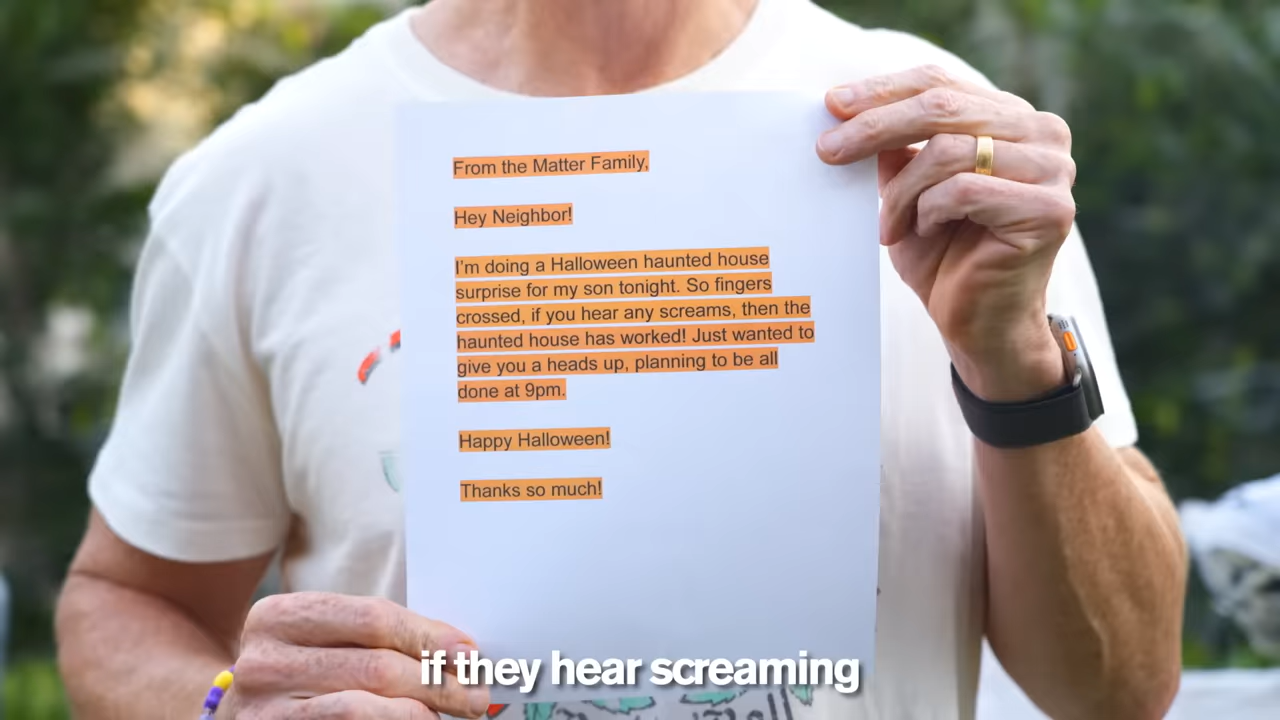 From the Matter Family,
Hey Neighbor!
I'm doing a Halloween haunted house
surprise for my son tonight. So fingers
crossed, if you hear any screams, then the
haunted house has worked! Just wanted to
give you a heads up, planning to be all
done at 9pm.
Happy Halloween!
Thanks so much!
if they hear screaming